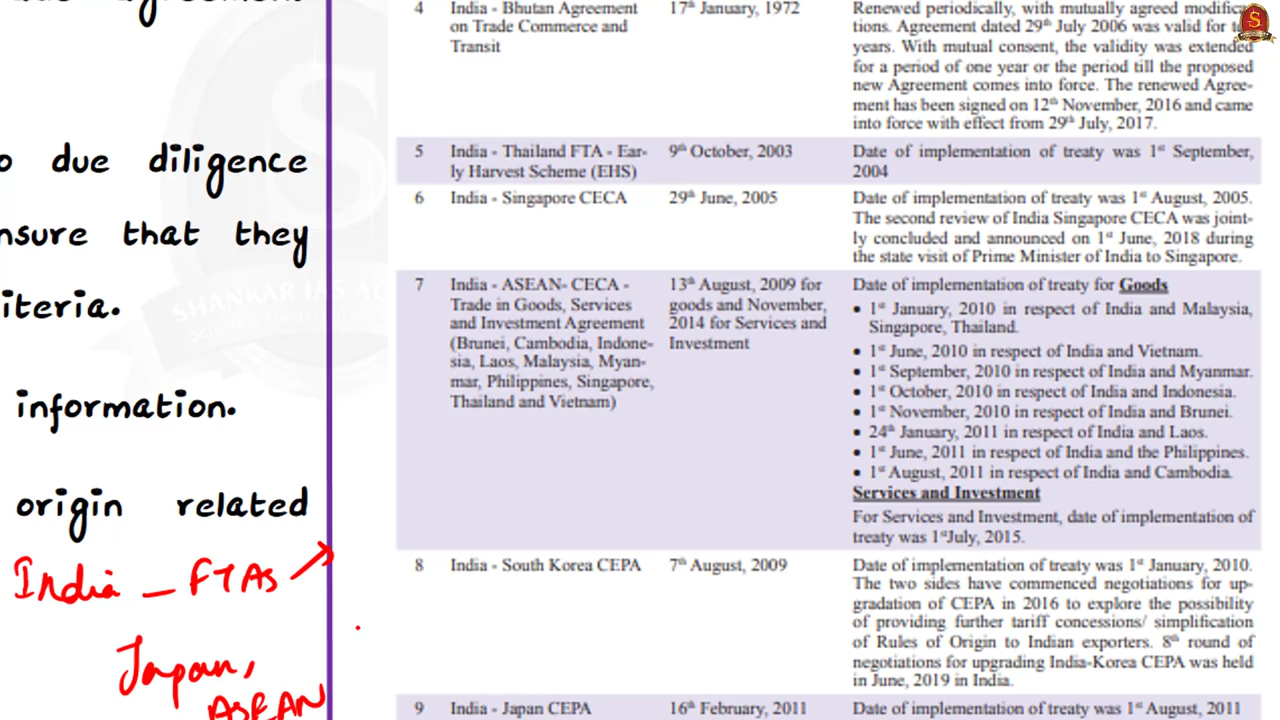 due agreement
o due diligence
nsure that they
iteria.
information.
origin related
India - FTAs
Japan,
ASEAN
4 India - Bhutan Agreement on Trade Commerce and Transit
17th January, 1972
Renewed periodically, with mutually agreed modifica-
tions. Agreement dated 29th July 2006 was valid for
years. With mutual consent, the validity was extended
for a period of one year or the period till the proposed
new Agreement comes into force. The renewed Agree-
ment has been signed on 12th November, 2016 and came
into force with effect from 29th July, 2017.
5 India - Thailand FTA - Ear-
ly Harvest Scheme (EHS)
9th October, 2003
Date of implementation of treaty was 1st September,
2004
6 India - Singapore CECA
29th June, 2005
Date of implementation of treaty was 1st August, 2005.
The second review of India Singapore CECA was joint-
ly concluded and announced on 1st June, 2018 during
the state visit of Prime Minister of India to Singapore.
7 India - ASEAN- CECA -
Trade in Goods, Services
and Investment Agreement
(Brunei, Cambodia, Indone-
sia, Laos, Malaysia, Myan-
mar, Philippines, Singapore,
Thailand and Vietnam)
13th August, 2009 for
goods and November,
2014 for Services and
Investment
Date of implementation of treaty for Goods
• 1st January, 2010 in respect of India and Malaysia,
Singapore, Thailand.
• 1st June, 2010 in respect of India and Vietnam.
• 1st September, 2010 in respect of India and Myanmar.
• 1st October, 2010 in respect of India and Indonesia.
• 1st November, 2010 in respect of India and Brunei.
• 24th January, 2011 in respect of India and Laos.
• 1st June, 2011 in respect of India and the Philippines.
• 1st August, 2011 in respect of India and Cambodia.
Services and Investment
For Services and Investment, date of implementation of
treaty was 1stJuly, 2015.
8 India - South Korea CEPA
7th August, 2009
Date of implementation of treaty was 1st January, 2010.
The two sides have commenced negotiations for up-
gradation of CEPA in 2016 to explore the possibility
of providing further tariff concessions/ simplification
of Rules of Origin to Indian exporters. 8th round of
negotiations for upgrading India-Korea CEPA was held
in June, 2019 in India.
9 India - Japan CEPA
16th February, 2011
Date of implementation of treaty was 1st August, 2011